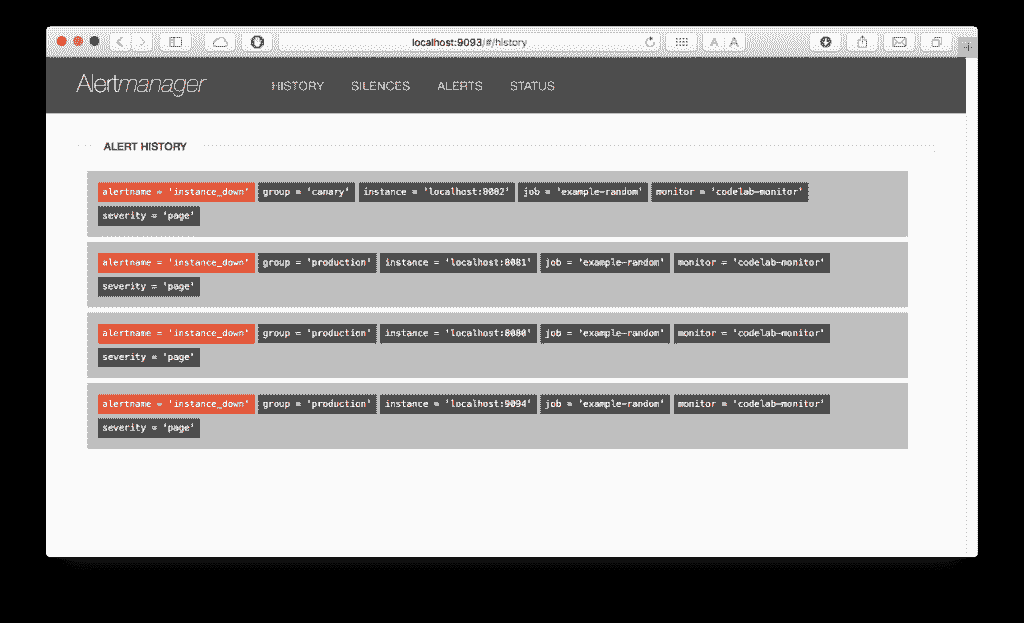 localhost:9093/#/history
A A
Alertmanager HISTORY SILENCES ALERTS STATUS
ALERT HISTORY
alertname = 'instance_down' group = 'canary' instance = 'localhost:8082' job = 'example-random' monitor = 'codelab-monitor'
severity = 'page'
alertname = 'instance_down' group = 'production' instance = 'localhost:8081' job = 'example-random' monitor = 'codelab-monitor'
severity = 'page'
alertname = 'instance_down' group = 'production' instance = 'localhost:8080' job = 'example-random' monitor = 'codelab-monitor'
severity = 'page'
alertname = 'instance_down' group = 'production' instance = 'localhost:9094' job = 'example-random' monitor = 'codelab-monitor'
severity = 'page'